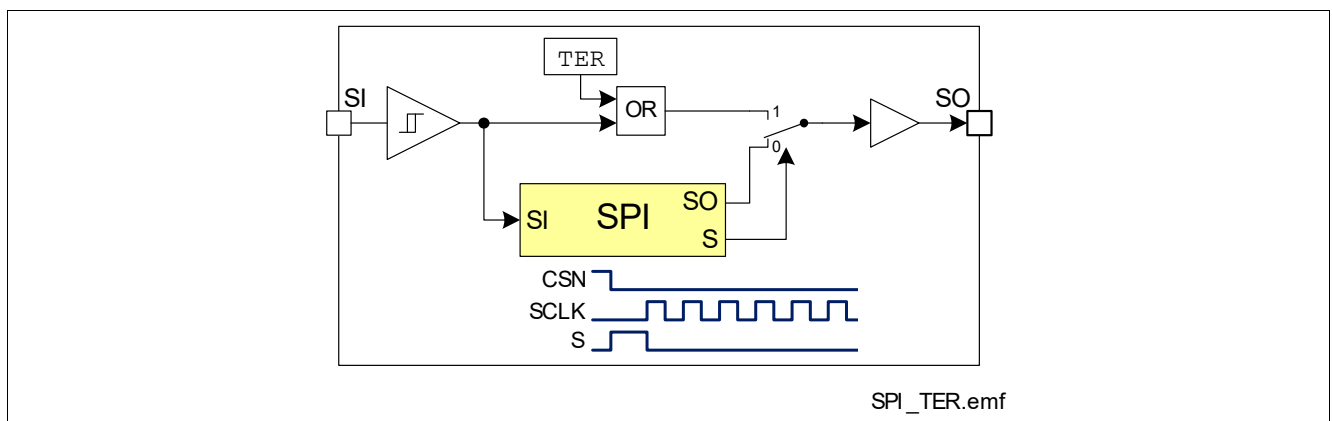 TER
SI
OR
1
SO
0
SO
SI
SPI
S
CSN
SCLK
S
SPI_TER.emf